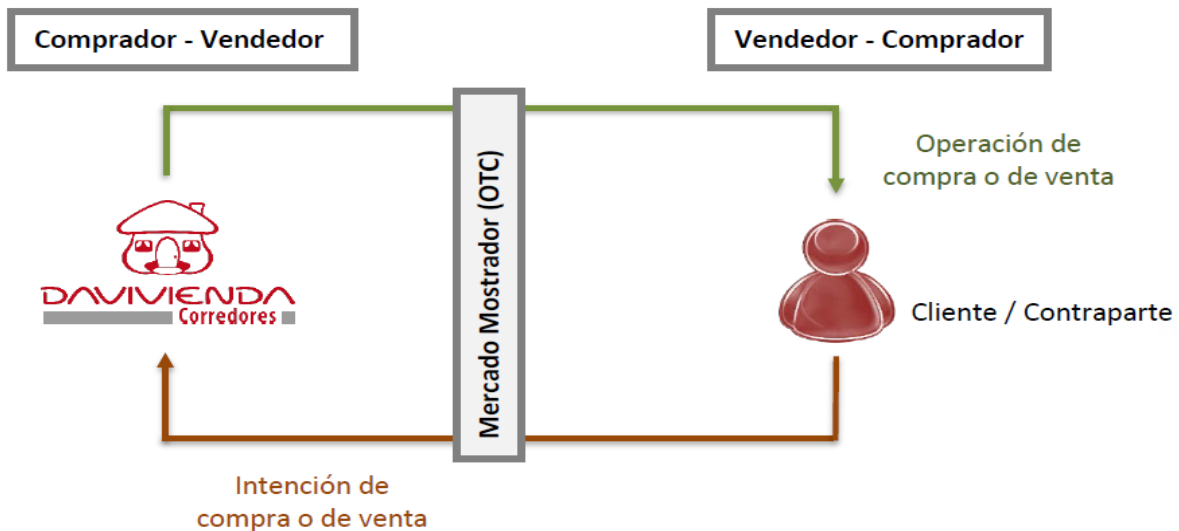 Comprador - Vendedor
Vendedor - Comprador
Mercado Mostrador (OTC)
Operación de
compra o de venta
DAVIVIENDA
Corredores
Cliente / Contraparte
Intención de
compra o de venta